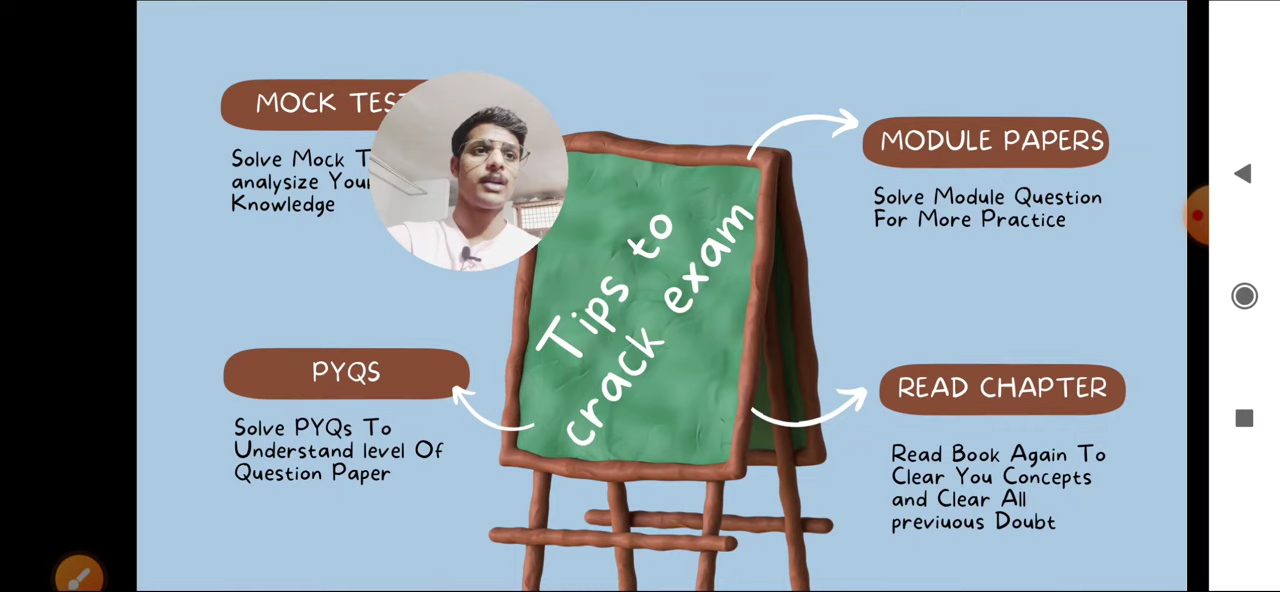 MOCK
Solve Mock
analysize
Knowledge
MODULE PAPERS
Solve Module Question
For More Practice
Tips to
crack exam
PYQS
Solve PYQs To
Understand level Of
Question Paper
READ CHAPTER
Read Book Again To
Clear You Concepts
and Clear All
previuous Doubt